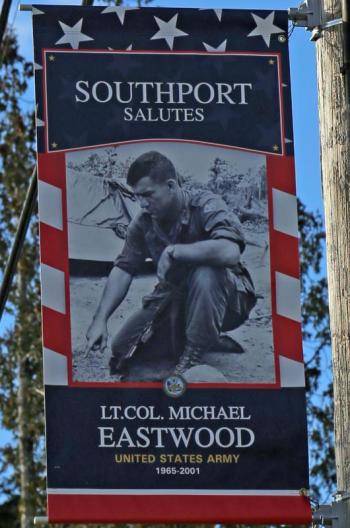 SOUTHPORT
SALUTES
LT.COL. MICHAEL
EASTWOOD
UNITED STATES ARMY
1965-2001